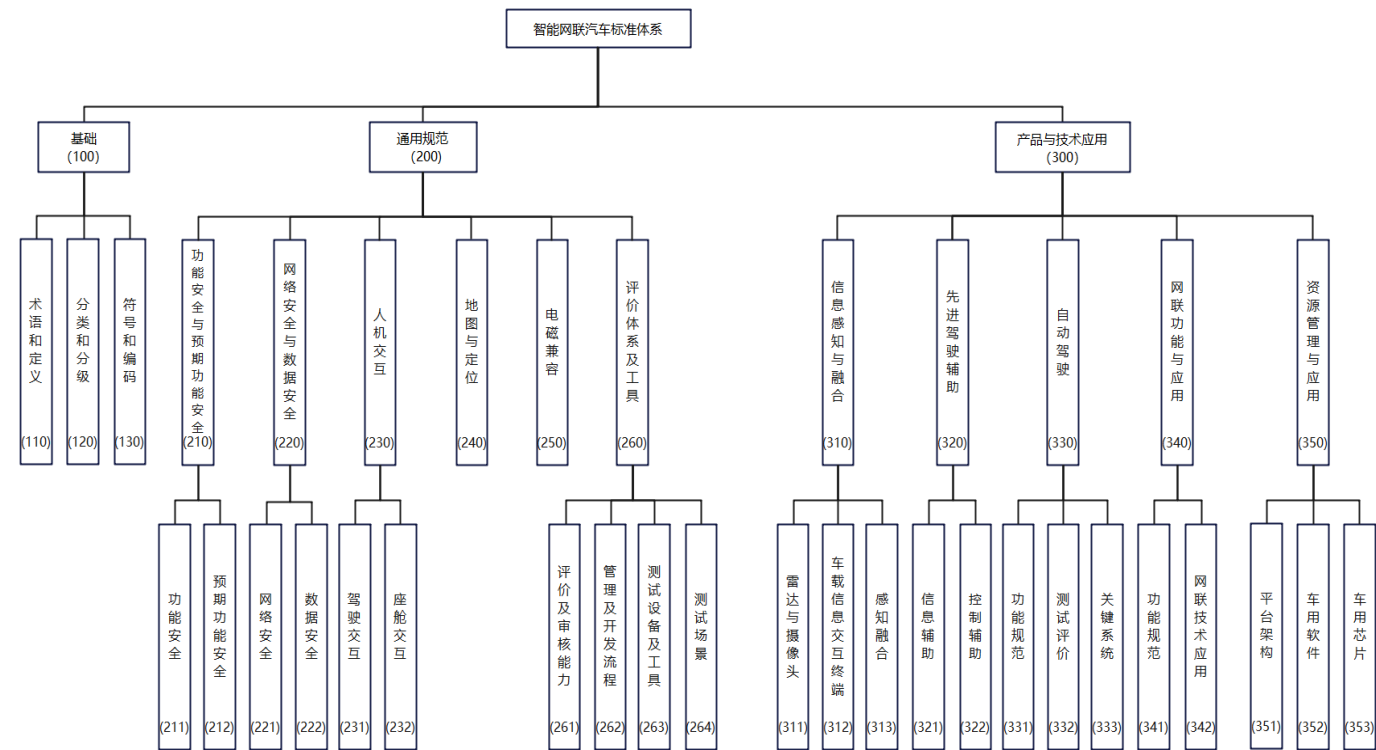 智能网联汽车标准体系
基础
(100)
通用规范
(200)
产品与技术应用
(300)
术语和定义
(110)
分类和分级
(120)
符号和编码
(130)
功能安全与预期功能安全
(210)
网络安全与数据安全
(220)
人机交互
(230)
地图与定位
(240)
电磁兼容
(250)
评价体系及工具
(260)
信息感知与融合
(310)
先进驾驶辅助
(320)
自动驾驶
(330)
网联功能与应用
(340)
资源管理与应用
(350)
功能安全
(211)
预期功能安全
(212)
网络安全
(221)
数据安全
(222)
驾驶交互
(231)
座舱交互
(232)
评价及审核能力
(261)
管理及开发流程
(262)
测试设备及工具
(263)
测试场景
(264)
雷达与摄像头
(311)
车载信息交互终端
(312)
感知融合
(313)
信息辅助
(321)
控制辅助
(322)
功能规范
(331)
测试评价
(332)
关键系统
(333)
功能规范
(341)
网联技术应用
(342)
平台架构
(351)
车用软件
(352)
车用芯片
(353)